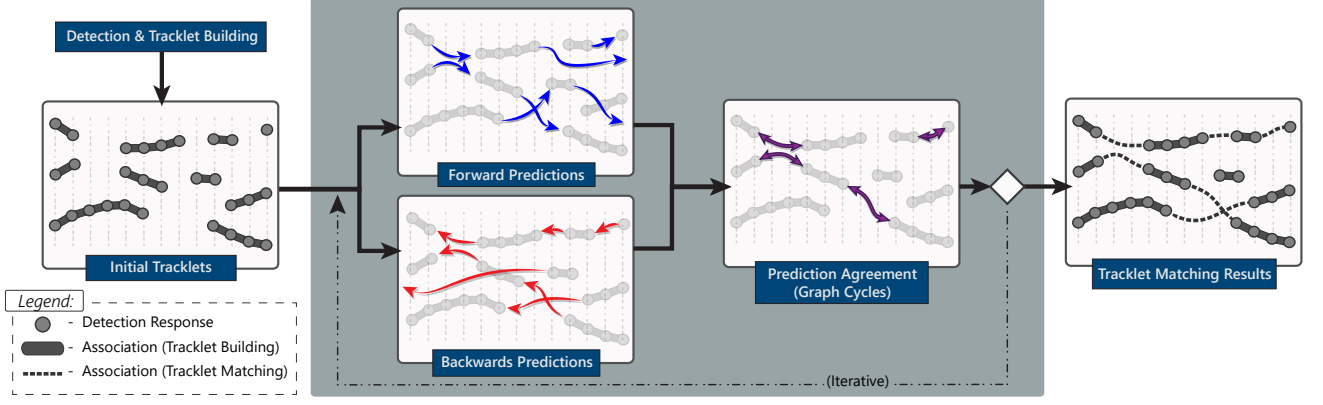 Detection & Tracklet Building
Initial Tracklets
Forward Predictions
Backwards Predictions
Prediction Agreement
(Graph Cycles)
(Iterative)
Tracklet Matching Results
Legend:
- Detection Response
- Association (Tracklet Building)
- Association (Tracklet Matching)